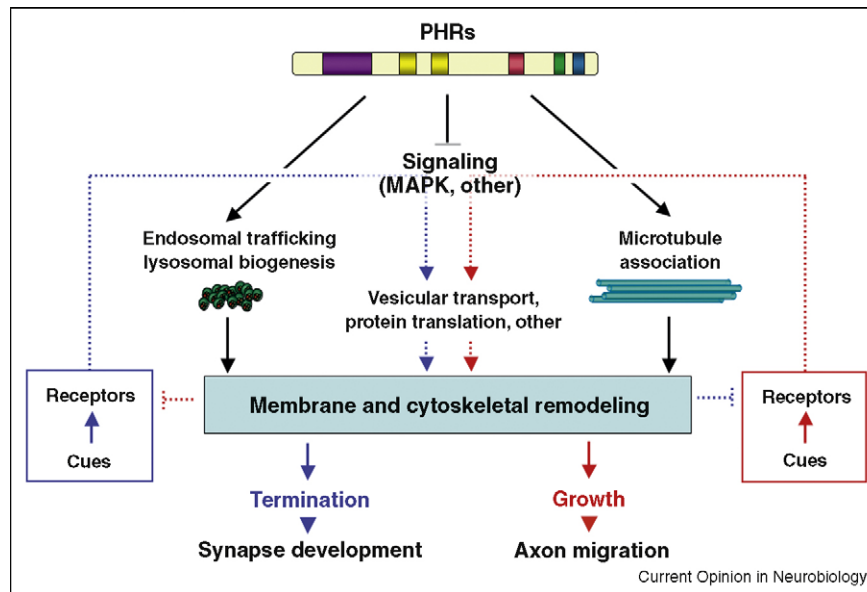 PHRs
Signaling
(MAPK, other)
Endosomal trafficking
lysosomal biogenesis
Microtubule
association
Vesicular transport,
protein translation, other
Receptors
Cues
Membrane and cytoskeletal remodeling
Receptors
Cues
Termination
Growth
Synapse development
Axon migration
Current Opinion in Neurobiology